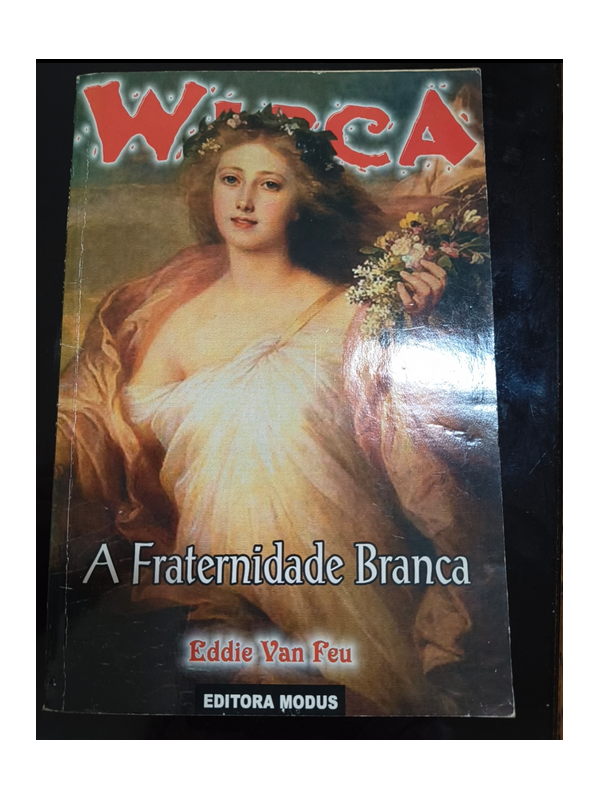 WICCA
A Fraternidade Branca
Eddie Van Feu
EDITORA MODUS